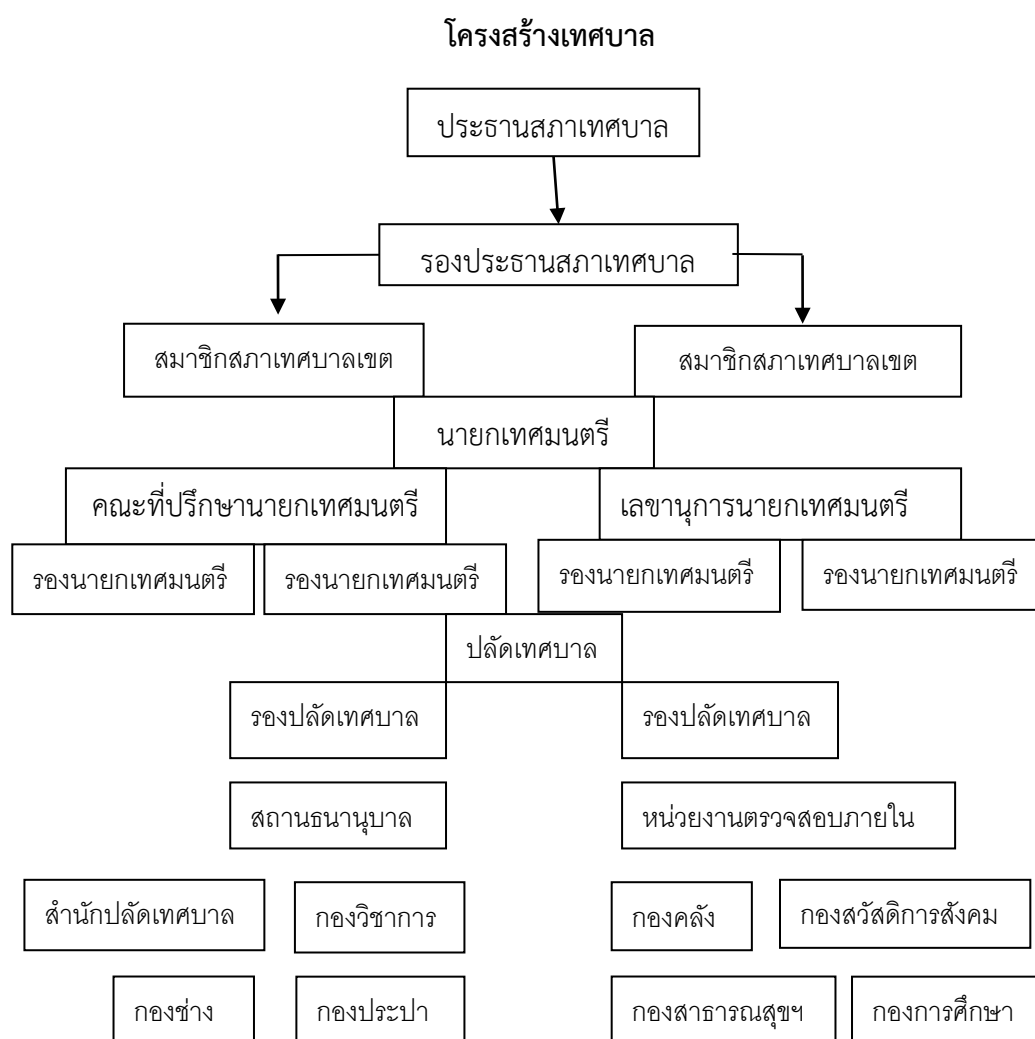 โครงสร้างเทศบาล
ประธานสภาเทศบาล
รองประธานสภาเทศบาล
สมาชิกสภาเทศบาลเขต
สมาชิกสภาเทศบาลเขต
นายกเทศมนตรี
คณะที่ปรึกษานายกเทศมนตรี
เลขานุการนายกเทศมนตรี
รองนายกเทศมนตรี
รองนายกเทศมนตรี
รองนายกเทศมนตรี
รองนายกเทศมนตรี
ปลัดเทศบาล
รองปลัดเทศบาล
รองปลัดเทศบาล
สถานธนานุบาล
หน่วยงานตรวจสอบภายใน
สำนักปลัดเทศบาล
กองวิชาการ
กองคลัง
กองสวัสดิการสังคม
กองช่าง
กองประปา
กองสาธารณสุขฯ
กองการศึกษา